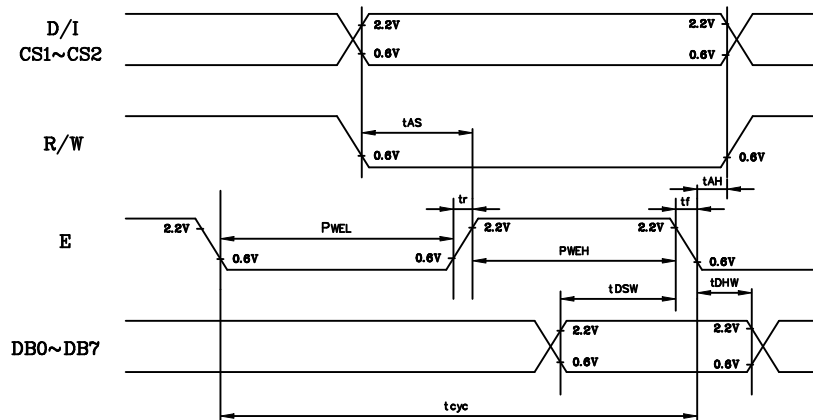 D/I
CS1~CS2
2.2V
2.2V
0.6V
0.6V
tAS
R/W
0.6V
0.6V
tAH
tr
tf
E
2.2V
PWEL
2.2V
2.2V
0.6V
0.6V
PWEH
0.6V
tDSW
tDHW
DB0~DB7
2.2V
2.2V
0.6V
0.6V
tcyc